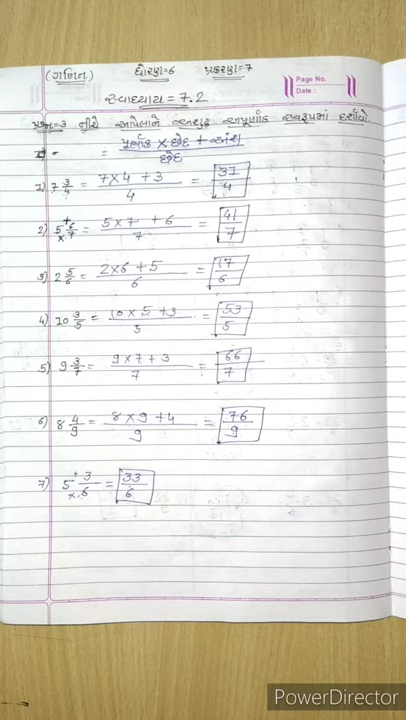 (ગણિત) ધોરણ=6 પ્રકરણ=7
Page No.
Date :
સ્વાધ્યાય = 7.2
પ્રશ્ન=3 નીચે આપેલાને અશુદ્ધ અપૂર્ણાંક સ્વરૂપમાં દર્શાવો.
= પૂર્ણાંક × છેદ + અંશ / છેદ
1) 7 3/4 = 7×4 +3 / 4 = 31/4
2) 5 + 6 / × 7 = 5×7 + 6 / 7 = 41/7
3) 2 5/6 = 2×6 + 5 / 6 = 17/6
4) 10 3/5 = 10 × 5 +3 / 5 = 53/5
5) 9 3/7 = 9×7 + 3 / 7 = 66/7
6) 8 4/9 = 8 × 9 + 4 / 9 = 76/9
7) 5 + 3 / × 6 = 33/6
PowerDirector